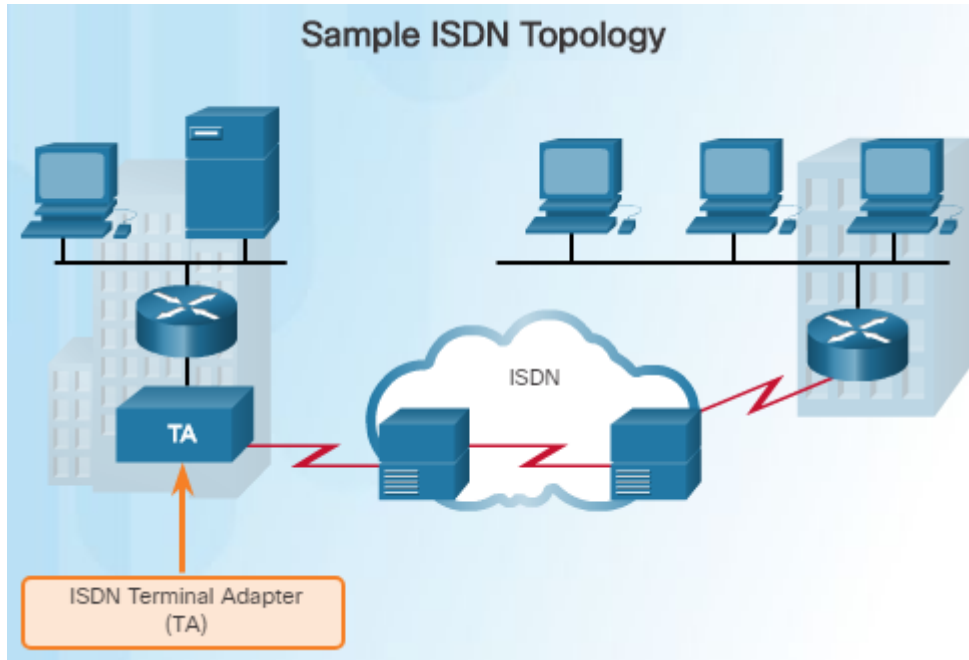 Sample ISDN Topology
ISDN
TA
ISDN Terminal Adapter
(TA)